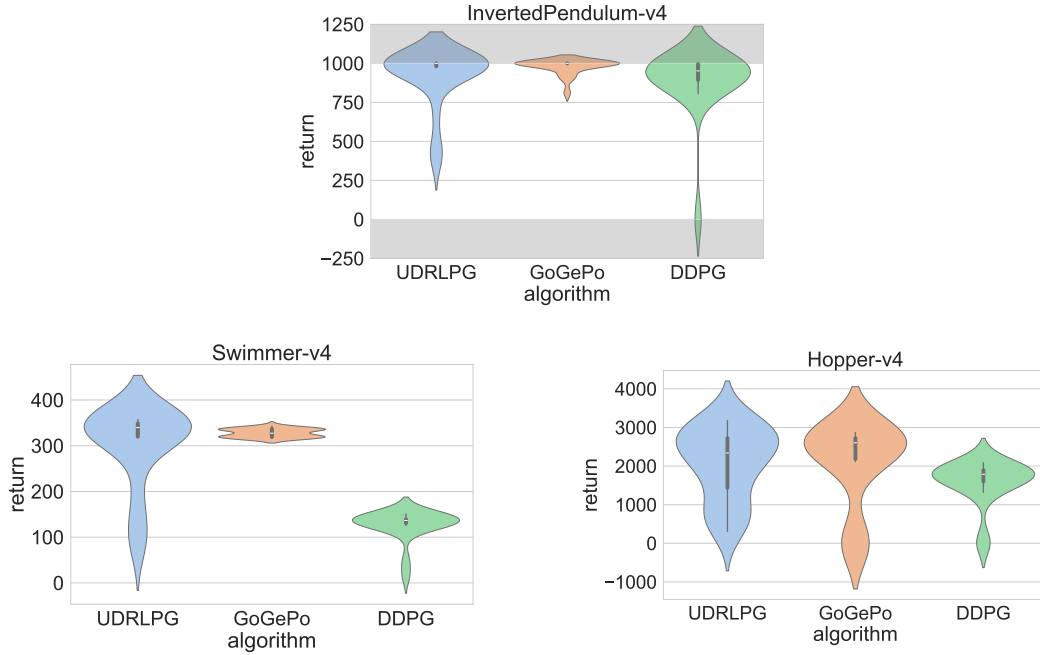 InvertedPendulum-v4
1250
1000
750
500
250
0
−250
return
UDRLPG GoGePo DDPG
algorithm
Swimmer-v4
400
300
200
100
0
return
UDRLPG GoGePo DDPG
algorithm
Hopper-v4
4000
3000
2000
1000
0
−1000
return
UDRLPG GoGePo DDPG
algorithm